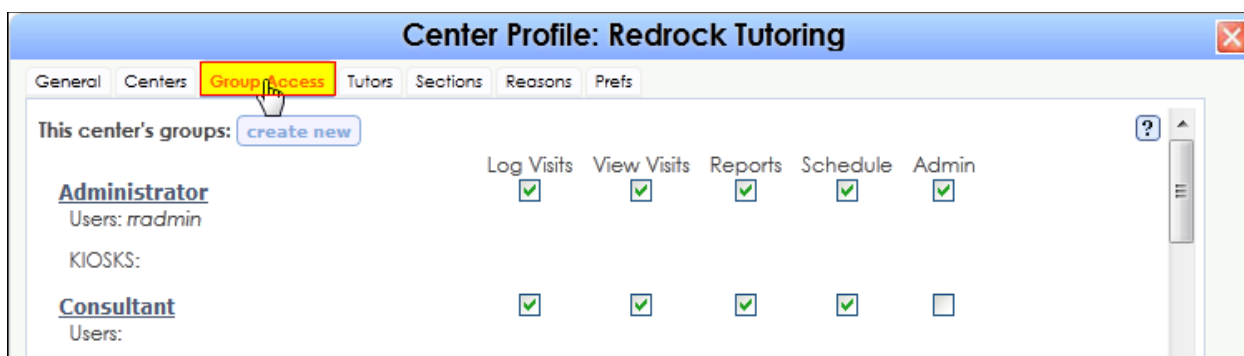 Center Profile: Redrock Tutoring
General Centers Group Access Tutors Sections Reasons Prefs
This center's groups: create new ?
Log Visits View Visits Reports Schedule Admin
Administrator
Users: rradmin
KIOSKS:
Consultant
Users: